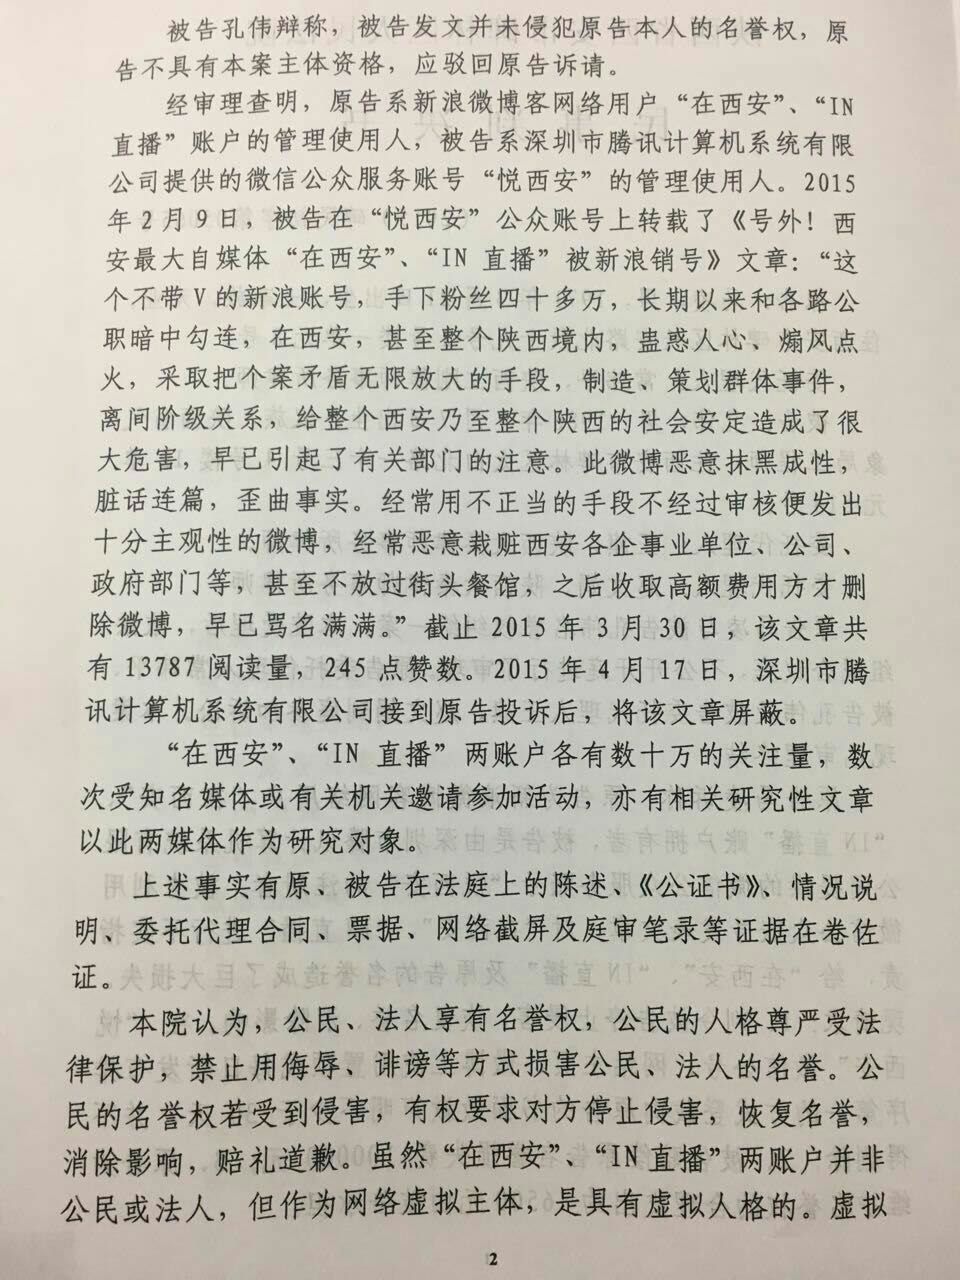 被告孔伟辩称，被告发文并未侵犯原告本人的名誉权，原
告不具有本案主体资格，应驳回原告诉请。
经审理查明，原告系新浪微博客网络用户“在西安”、“IN
直播”账户的管理使用人，被告系深圳市腾讯计算机系统有限
公司提供的微信公众服务账号“悦西安”的管理使用人。2015
年2月9日，被告在“悦西安”公众账号上转载了《号外！西
安最大自媒体“在西安”、“IN 直播”被新浪销号》文章：“这
个不带V的新浪账号，手下粉丝四十多万，长期以来和各路公
职暗中勾连，在西安，甚至整个陕西境内，蛊惑人心、煽风点
火，采取把个案矛盾无限放大的手段，制造、策划群体事件，
离间阶级关系，给整个西安乃至整个陕西的社会安定造成了很
大危害，早已引起了有关部门的注意。此微博恶意抹黑成性，
脏话连篇，歪曲事实。经常用不正当的手段不经过审核便发出
十分主观性的微博，经常恶意栽赃西安各企事业单位、公司、
政府部门等，甚至不放过街头餐馆，之后收取高额费用方才删
除微博，早已骂名满满。”截止2015年3月30日，该文章共
有13787阅读量，245点赞数。2015年4月17日，深圳市腾
讯计算机系统有限公司接到原告投诉后，将该文章屏蔽。
“在西安”、“IN 直播”两账户各有数十万的关注量，数
次受知名媒体或有关机关邀请参加活动，亦有相关研究性文章
以此两媒体作为研究对象。
上述事实有原、被告在法庭上的陈述、《公证书》、情况说
明、委托代理合同、票据、网络截屏及庭审笔录等证据在卷佐
证。
本院认为，公民、法人享有名誉权，公民的人格尊严受法
律保护，禁止用侮辱、诽谤等方式损害公民、法人的名誉。公
民的名誉权若受到侵害，有权要求对方停止侵害，恢复名誉，
消除影响，赔礼道歉。虽然“在西安”、“IN直播”两账户并非
公民或法人，但作为网络虚拟主体，是具有虚拟人格的。虚拟
2